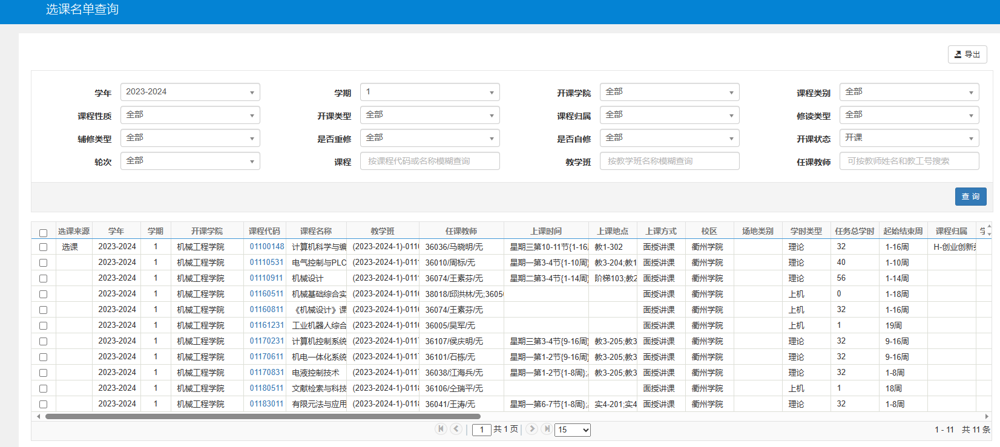 选课名单查询
导出
学年 2023-2024 学期 1 开课学院 全部 课程类别 全部
课程性质 全部 开课类型 全部 课程归属 全部 修读类型 全部
辅修类型 全部 是否重修 全部 是否自修 全部 开课状态 开课
轮次 全部 课程 按课程代码或名称模糊查询 教学班 按教学班名称模糊查询 任课教师 可按教师姓名和教工号搜索
查 询
选课来源 学年 学期 开课学院 课程代码 课程名称 教学班 任课教师 上课时间 上课地点 上课方式 校区 场地类别 学时类型 任务总学时 起始结束周 课程归属 学
选课 2023-2024 1 机械工程学院 01100148 计算机科学与编 (2023-2024-1)-0110 36036/马晓明/无 星期三第10-11节{1-16周 教1-302 面授讲课 衢州学院 理论 32 1-16周 H-创业创新类
2023-2024 1 机械工程学院 01110531 电气控制与PLC (2023-2024-1)-0111 36010/周标/无 星期一第3-4节{1-10周} 教3-204;教1 面授讲课 衢州学院 理论 40 1-10周
2023-2024 1 机械工程学院 01110911 机械设计 (2023-2024-1)-0111 36074/王素芬/无 星期二第3-4节{1-14周} 阶梯103;教2 面授讲课 衢州学院 理论 56 1-14周
2023-2024 1 机械工程学院 01160511 机械基础综合实 (2023-2024-1)-0116 38018/邱洪林/无;36056 面授讲课 衢州学院 上机 0 1-18周
2023-2024 1 机械工程学院 01160811 《机械设计》课 (2023-2024-1)-0116 36074/王素芬/无 面授讲课 衢州学院 上机 32 1-16周
2023-2024 1 机械工程学院 01161231 工业机器人综合 (2023-2024-1)-0116 36005/吴军/无 面授讲课 衢州学院 上机 1 19周
2023-2024 1 机械工程学院 01170231 计算机控制系统 (2023-2024-1)-0117 36107/侯庆明/无 星期三第3-4节{9-16周} 教3-205;教3 面授讲课 衢州学院 理论 32 9-16周
2023-2024 1 机械工程学院 01170611 机电一体化系统 (2023-2024-1)-0117 36101/石栋/无 星期一第1-2节{9-16周} 教3-205;教3 面授讲课 衢州学院 理论 32 9-16周
2023-2024 1 机械工程学院 01170831 电液控制技术 (2023-2024-1)-0117 36038/江海兵/无 星期一第1-2节{1-8周}; 教3-205;教3 面授讲课 衢州学院 理论 32 1-8周
2023-2024 1 机械工程学院 01180511 文献检索与科技 (2023-2024-1)-0118 36106/仝瑞平/无 面授讲课 衢州学院 上机 1 18周
2023-2024 1 机械工程学院 01183011 有限元法与应用 (2023-2024-1)-0118 36041/王涛/无 星期一第6-7节{1-8周}; 实4-201;实4 面授讲课 衢州学院 理论 32 1-8周
1 共 1 页 15 1 - 11 共 11 条